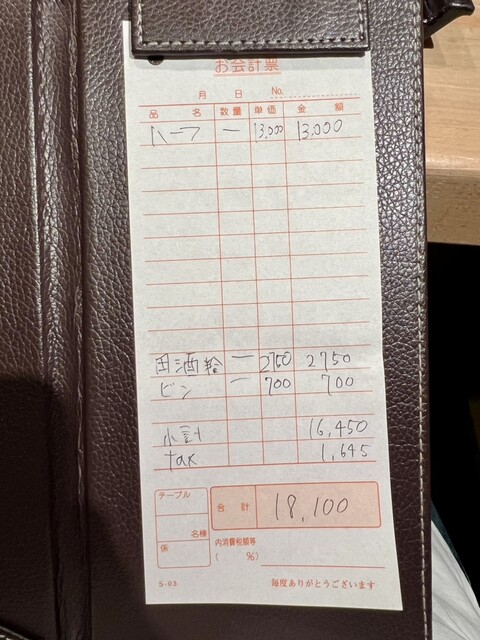 お会計票
月 日 No.
品名 数量 単価 金額
ハーフ 一 13,000 13,000
一 2750 2750
ビン 一 700 700
小計 16,450
tax 1,645
テーブル
名様
係
合計 18,100
内消費税額等
( %)
S-03 毎度ありがとうございます